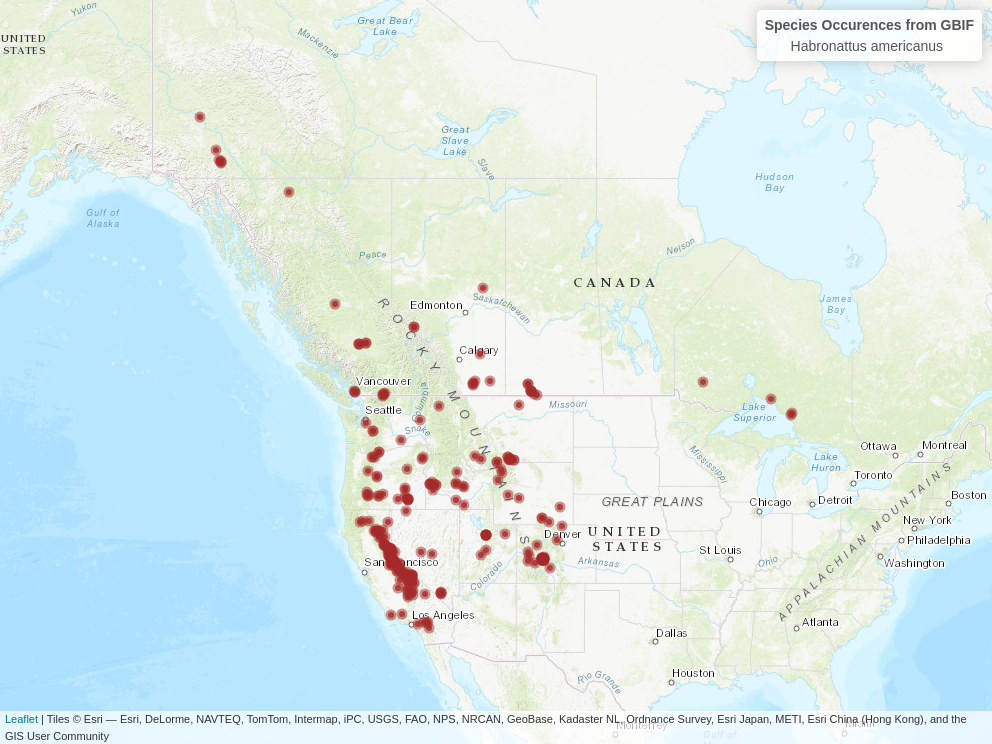 Species Occurences from GBIF
Habronattus americanus
Yukon
UNITED
STATES
Great Bear
Lake
Mackenzie
Great
Slave
Lake
Slave
Gulf of
Alaska
Hudson
Bay
Peace
Nelson
CANADA
James
Bay
Edmonton
Saskatchewan
ROCKY MOUNTAINS
Calgary
Vancouver
Columbia
Seattle
Snake
Missouri
Lake
Superior
Mississippi
Lake
Huron
Ottawa
Montreal
Toronto
GREAT PLAINS
Chicago
Detroit
Boston
APPALACHIAN MOUNTAINS
New York
Philadelphia
UNITED
STATES
Denver
St Louis
Ohio
Washington
San Francisco
Colorado
Arkansas
Los Angeles
Atlanta
Dallas
Houston
Rio Grande
Monterrey
Gulf of
Miami
Leaflet | Tiles © Esri — Esri, DeLorme, NAVTEQ, TomTom, Intermap, iPC, USGS, FAO, NPS, NRCAN, GeoBase, Kadaster NL, Ordnance Survey, Esri Japan, METI, Esri China (Hong Kong), and the
GIS User Community